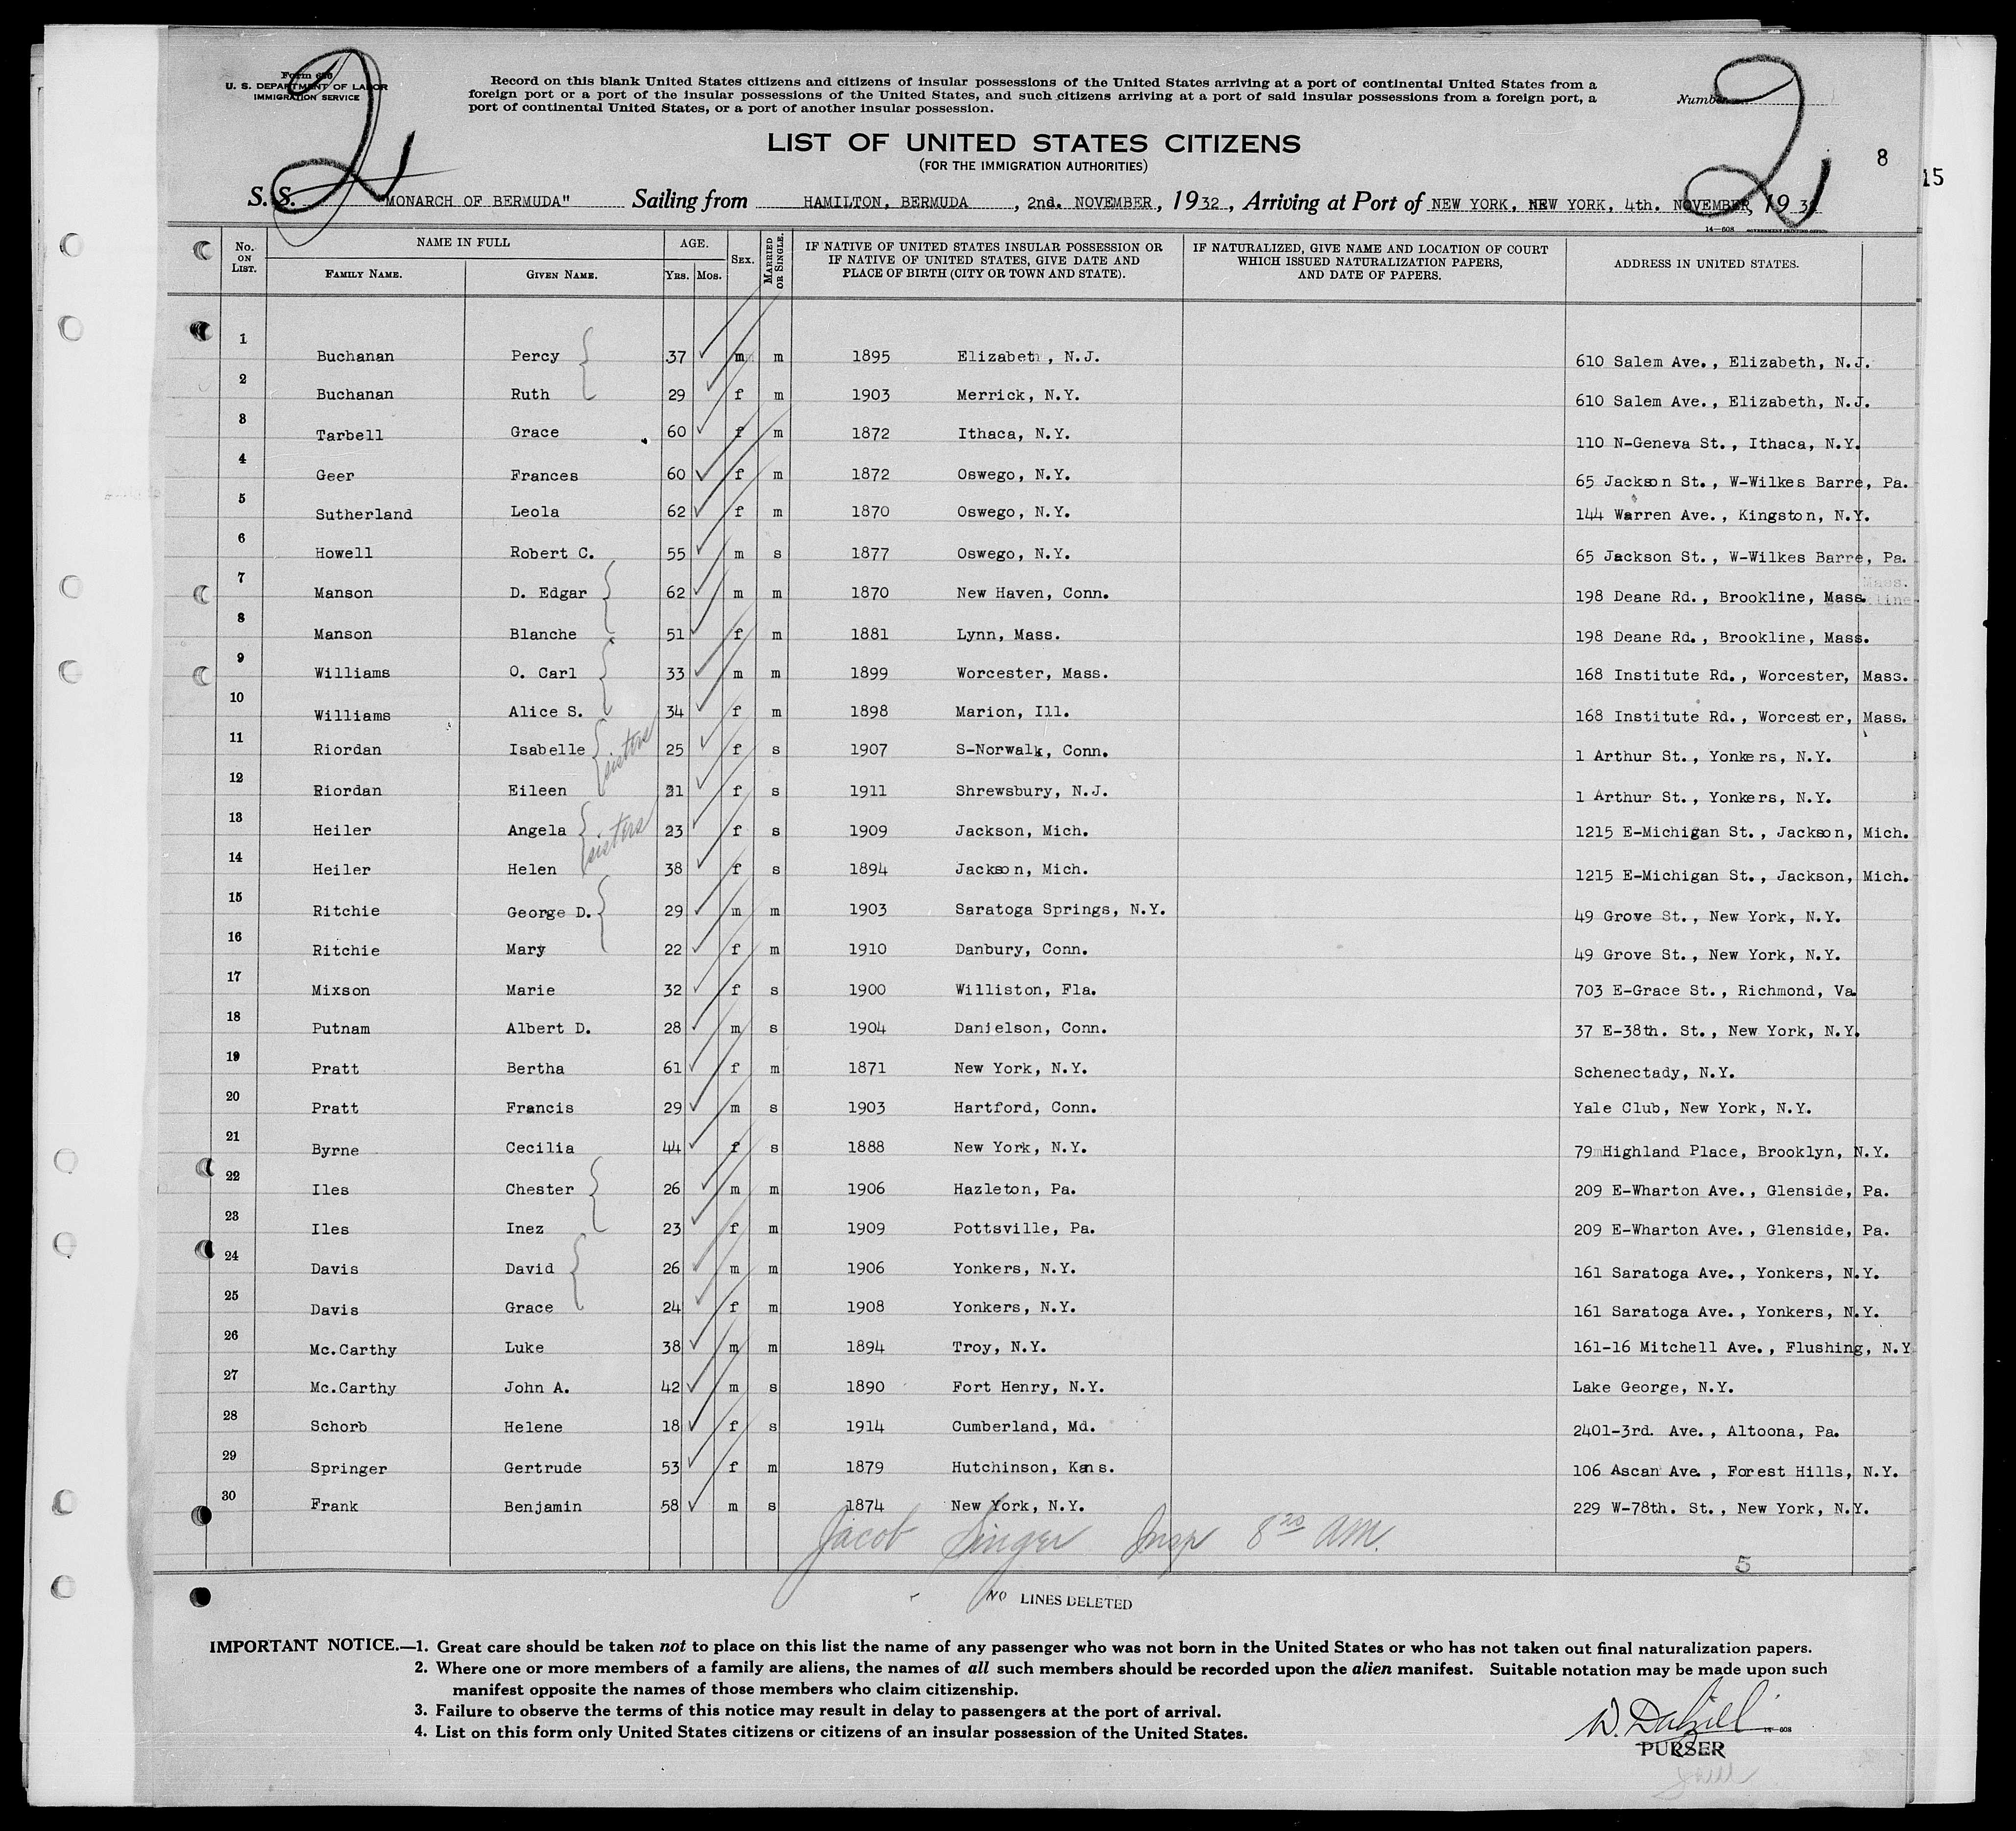 Form 630
U. S. DEPARTMENT OF LABOR
IMMIGRATION SERVICE
Record on this blank United States citizens and citizens of insular possessions of the United States arriving at a port of continental United States from a
foreign port or a port of the insular possessions of the United States, and such citizens arriving at a port of said insular possessions from a foreign port, a
port of continental United States, or a port of another insular possession.
Number
2
2
8
15
LIST OF UNITED STATES CITIZENS
(FOR THE IMMIGRATION AUTHORITIES)
S. S. "MONARCH OF BERMUDA" Sailing from HAMILTON, BERMUDA, 2nd. NOVEMBER, 1932, Arriving at Port of NEW YORK, NEW YORK, 4th. NOVEMBER, 1932
14—608 GOVERNMENT PRINTING OFFICE
No. ON LIST. NAME IN FULL FAMILY NAME. GIVEN NAME. AGE. YRS. MOS. SEX. MARRIED OR SINGLE. IF NATIVE OF UNITED STATES INSULAR POSSESSION OR IF NATIVE OF UNITED STATES, GIVE DATE AND PLACE OF BIRTH (CITY OR TOWN AND STATE). IF NATURALIZED, GIVE NAME AND LOCATION OF COURT WHICH ISSUED NATURALIZATION PAPERS, AND DATE OF PAPERS. ADDRESS IN UNITED STATES.
1 Buchanan Percy 37 m m 1895 Elizabeth, N.J. 610 Salem Ave., Elizabeth, N.J.
2 Buchanan Ruth 29 f m 1903 Merrick, N.Y. 610 Salem Ave., Elizabeth, N.J.
3 Tarbell Grace 60 f m 1872 Ithaca, N.Y. 110 N-Geneva St., Ithaca, N.Y.
4 Geer Frances 60 f m 1872 Oswego, N.Y. 65 Jackson St., W-Wilkes Barre, Pa.
5 Sutherland Leola 62 f m 1870 Oswego, N.Y. 144 Warren Ave., Kingston, N.Y.
6 Howell Robert C. 55 m s 1877 Oswego, N.Y. 65 Jackson St., W-Wilkes Barre, Pa.
7 Manson D. Edgar 62 m m 1870 New Haven, Conn. 198 Deane Rd., Brookline, Mass.
8 Manson Blanche 51 f m 1881 Lynn, Mass. 198 Deane Rd., Brookline, Mass.
9 Williams O. Carl 33 m m 1899 Worcester, Mass. 168 Institute Rd., Worcester, Mass.
10 Williams Alice S. 34 f m 1898 Marion, Ill. 168 Institute Rd., Worcester, Mass.
11 Riordan Isabelle sisters 25 f s 1907 S-Norwalk, Conn. 1 Arthur St., Yonkers, N.Y.
12 Riordan Eileen 21 f s 1911 Shrewsbury, N.J. 1 Arthur St., Yonkers, N.Y.
13 Heiler Angela sisters 23 f s 1909 Jackson, Mich. 1215 E-Michigan St., Jackson, Mich.
14 Heiler Helen 38 f s 1894 Jackson, Mich. 1215 E-Michigan St., Jackson, Mich.
15 Ritchie George D. 29 m m 1903 Saratoga Springs, N.Y. 49 Grove St., New York, N.Y.
16 Ritchie Mary 22 f m 1910 Danbury, Conn. 49 Grove St., New York, N.Y.
17 Mixson Marie 32 f s 1900 Williston, Fla. 703 E-Grace St., Richmond, Va.
18 Putnam Albert D. 28 m s 1904 Danielson, Conn. 37 E-38th. St., New York, N.Y.
19 Pratt Bertha 61 f m 1871 New York, N.Y. Schenectady, N.Y.
20 Pratt Francis 29 m s 1903 Hartford, Conn. Yale Club, New York, N.Y.
21 Byrne Cecilia 44 f s 1888 New York, N.Y. 79 Highland Place, Brooklyn, N.Y.
22 Iles Chester 26 m m 1906 Hazleton, Pa. 209 E-Wharton Ave., Glenside, Pa.
23 Iles Inez 23 f m 1909 Pottsville, Pa. 209 E-Wharton Ave., Glenside, Pa.
24 Davis David 26 m m 1906 Yonkers, N.Y. 161 Saratoga Ave., Yonkers, N.Y.
25 Davis Grace 24 f m 1908 Yonkers, N.Y. 161 Saratoga Ave., Yonkers, N.Y.
26 Mc.Carthy Luke 38 m m 1894 Troy, N.Y. 161-16 Mitchell Ave., Flushing, N.Y
27 Mc.Carthy John A. 42 m s 1890 Fort Henry, N.Y. Lake George, N.Y.
28 Schorb Helene 18 f s 1914 Cumberland, Md. 2401-3rd. Ave., Altoona, Pa.
29 Springer Gertrude 53 f m 1879 Hutchinson, Kans. 106 Ascan Ave., Forest Hills, N.Y.
30 Frank Benjamin 58 m s 1874 New York, N.Y. 229 W-78th. St., New York, N.Y.
Jacob Singer Insp 8 20 AM.
5
NO LINES DELETED
IMPORTANT NOTICE.—1. Great care should be taken not to place on this list the name of any passenger who was not born in the United States or who has not taken out final naturalization papers.
2. Where one or more members of a family are aliens, the names of all such members should be recorded upon the alien manifest. Suitable notation may be made upon such
manifest opposite the names of those members who claim citizenship.
3. Failure to observe the terms of this notice may result in delay to passengers at the port of arrival.
4. List on this form only United States citizens or citizens of an insular possession of the United States.
W. Dalziell
14—608
PURSER